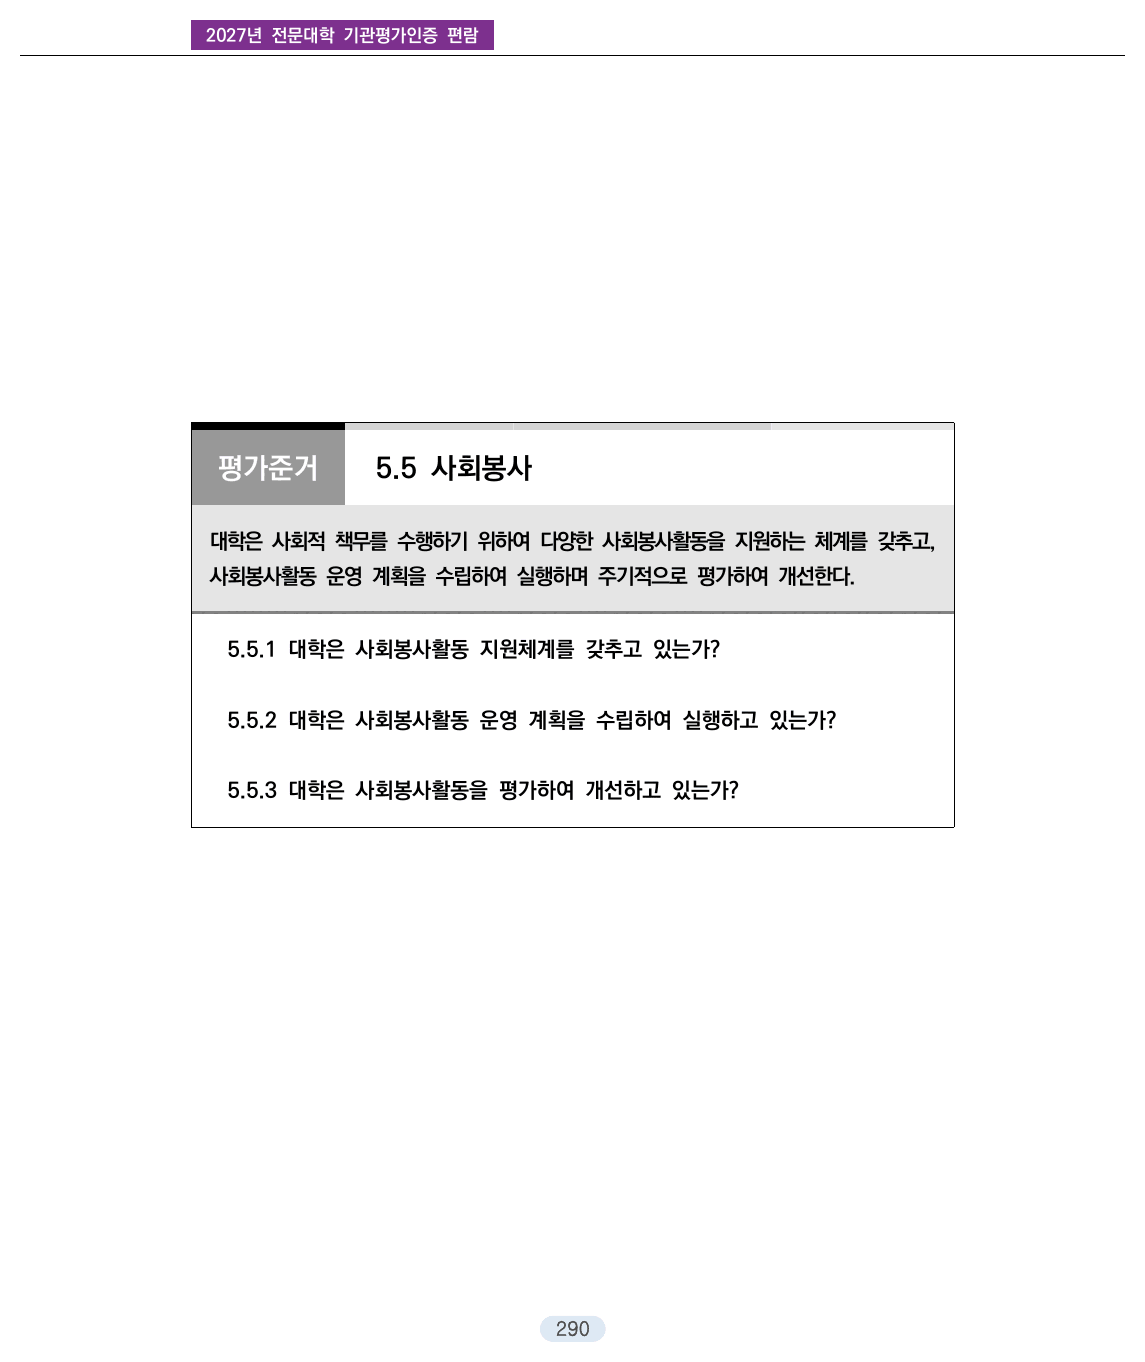 2027년 전문대학 기관평가인증 편람
평가준거
5.5 사회봉사
대학은 사회적 책무를 수행하기 위하여 다양한 사회봉사활동을 지원하는 체계를 갖추고,
사회봉사활동 운영 계획을 수립하여 실행하며 주기적으로 평가하여 개선한다.
5.5.1 대학은 사회봉사활동 지원체계를 갖추고 있는가?
5.5.2 대학은 사회봉사활동 운영 계획을 수립하여 실행하고 있는가?
5.5.3 대학은 사회봉사활동을 평가하여 개선하고 있는가?
290